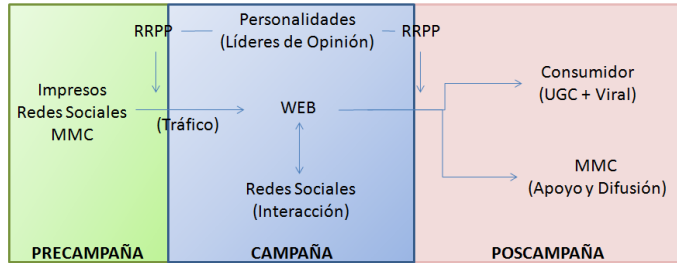 Personalidades
(Líderes de Opinión)
RRPP
RRPP
Impresos
Redes Sociales
MMC
(Tráfico)
WEB
Redes Sociales
(Interacción)
Consumidor
(UGC + Viral)
MMC
(Apoyo y Difusión)
PRECAMPAÑA
CAMPAÑA
POSCAMPAÑA